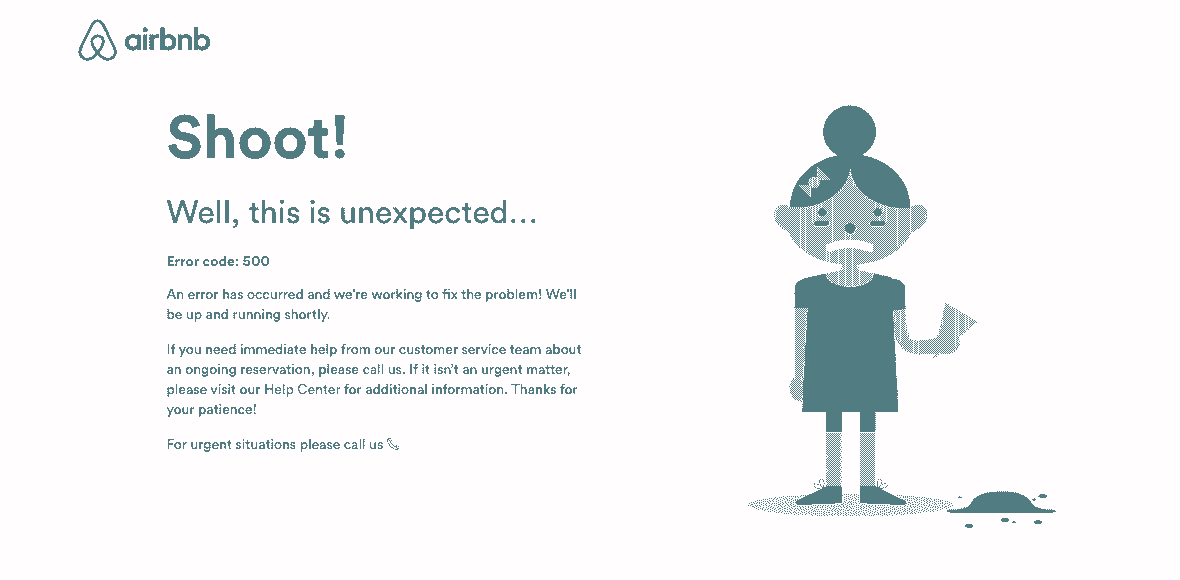 airbnb
Shoot!
Well, this is unexpected...
Error code: 500
An error has occurred and we're working to fix the problem! We'll
be up and running shortly.
If you need immediate help from our customer service team about
an ongoing reservation, please call us. If it isn't an urgent matter,
please visit our Help Center for additional information. Thanks for
your patience!
For urgent situations please call us